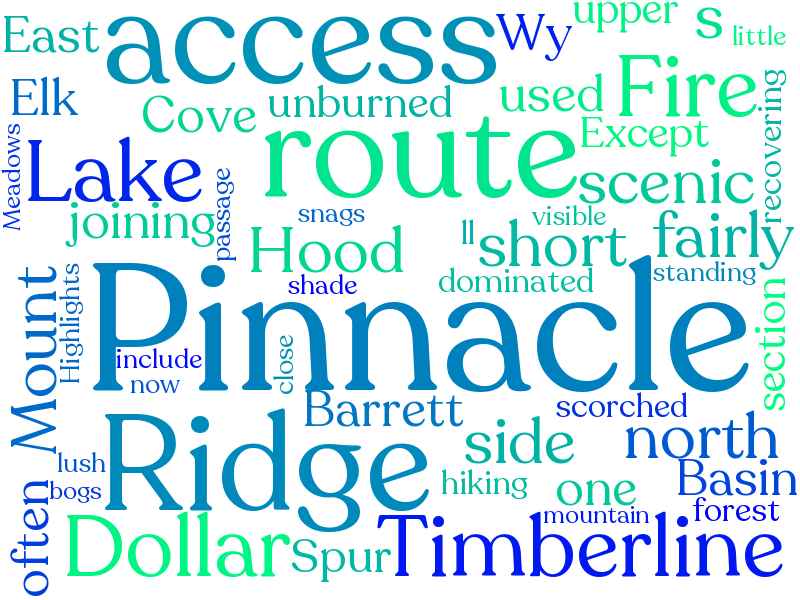 access
upper
s
little
East
Wy
Elk
Cove
unburned
used
Fire
Except
recovering
Meadows
Lake
passage
route
scenic
joining
snags
visible
Hood
ll
short
fairly
shade
dominated
standing
Mount
Highlights
Pinnacle
include
now
close
section
Ridge
Barrett
scorched
side
north
often
lush
bogs
hiking
one
Basin
Dollar
Spur
Timberline
mountain
forest